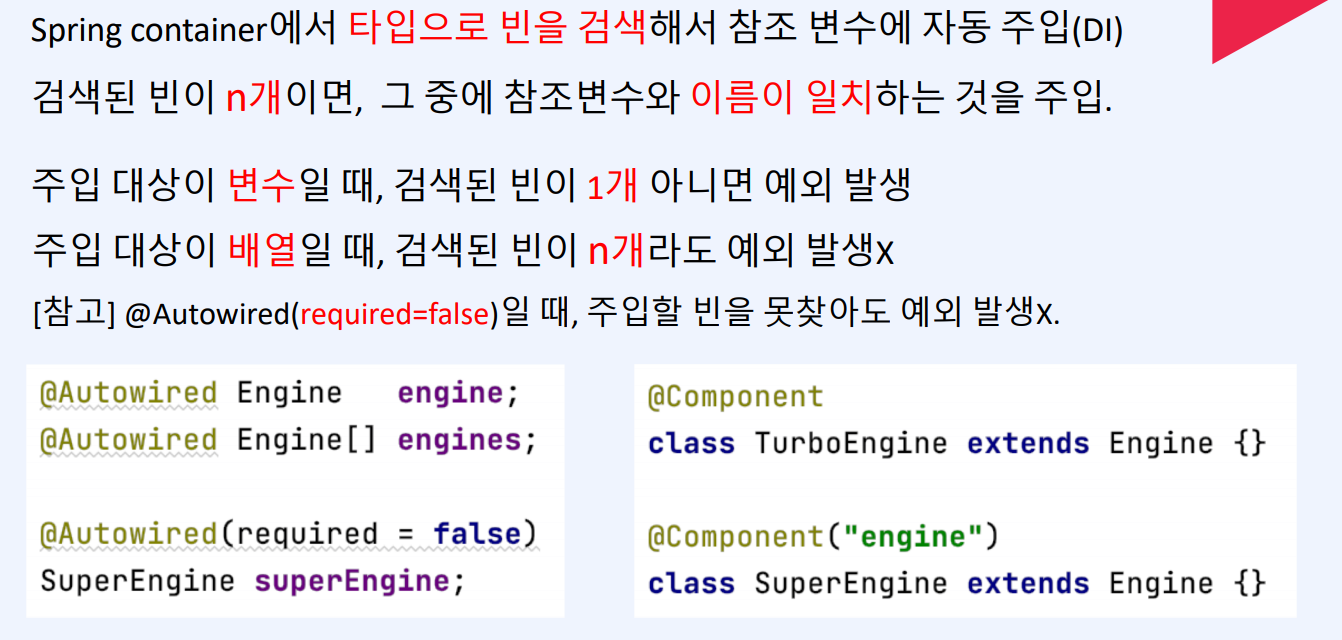 Spring container에서 타입으로 빈을 검색해서 참조 변수에 자동 주입(DI)
검색된 빈이 n개이면, 그 중에 참조변수와 이름이 일치하는 것을 주입.
주입 대상이 변수일 때, 검색된 빈이 1개 아니면 예외 발생
주입 대상이 배열일 때, 검색된 빈이 n개라도 예외 발생X
[참고] @Autowired(required=false)일 때, 주입할 빈을 못찾아도 예외 발생X.
@Autowired Engine   engine;
@Autowired Engine[] engines;
@Autowired(required = false)
SuperEngine superEngine;
@Component
class TurboEngine extends Engine {}
@Component("engine")
class SuperEngine extends Engine {}